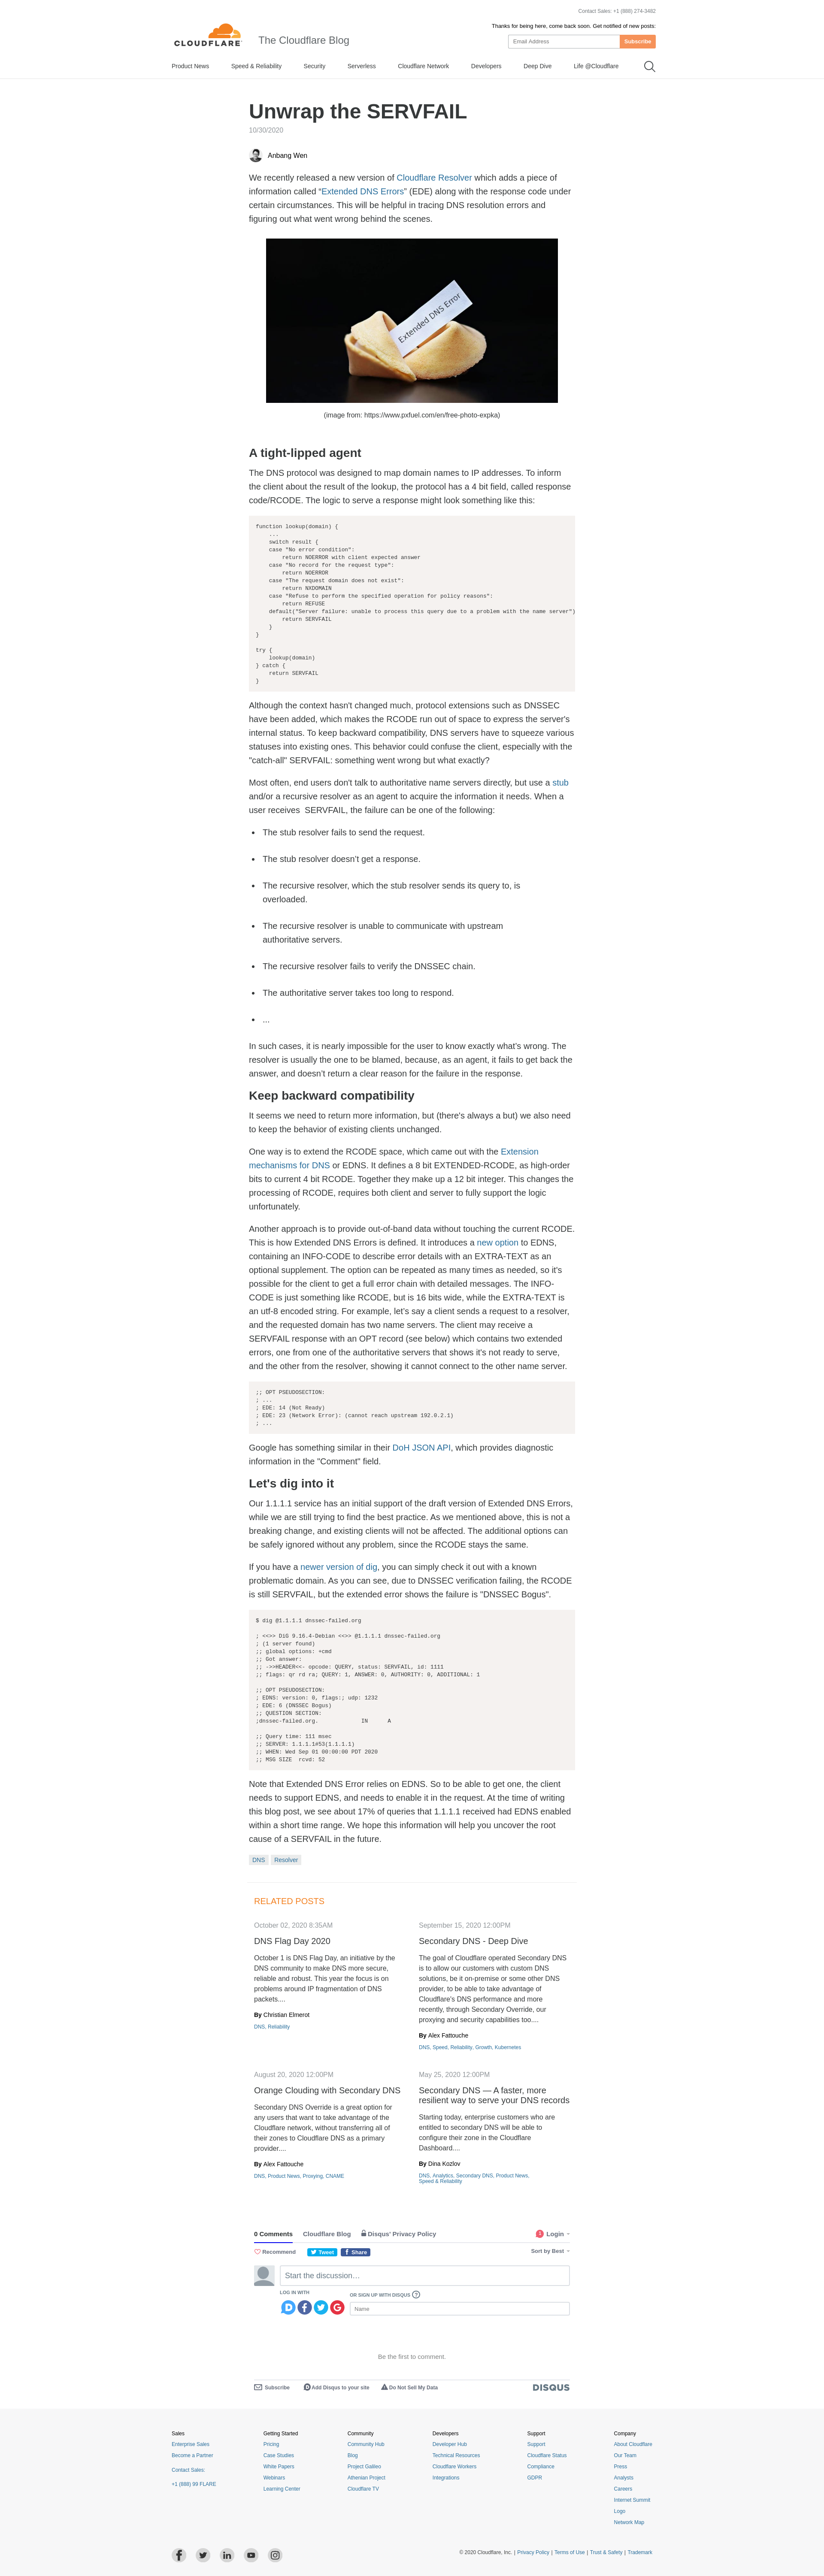 Contact Sales: +1 (888) 274-3482
Thanks for being here, come back soon. Get notified of new posts:
CLOUDFLARE
The Cloudflare Blog
Email Address
Subscribe
Product News Speed & Reliability Security Serverless Cloudflare Network Developers Deep Dive Life @Cloudflare
Unwrap the SERVFAIL
10/30/2020
Anbang Wen
We recently released a new version of Cloudflare Resolver which adds a piece of
information called “Extended DNS Errors” (EDE) along with the response code under
certain circumstances. This will be helpful in tracing DNS resolution errors and
figuring out what went wrong behind the scenes.
Extended DNS Error
(image from: https://www.pxfuel.com/en/free-photo-expka)
A tight-lipped agent
The DNS protocol was designed to map domain names to IP addresses. To inform
the client about the result of the lookup, the protocol has a 4 bit field, called response
code/RCODE. The logic to serve a response might look something like this:
function lookup(domain) {
    ...
    switch result {
    case "No error condition":
        return NOERROR with client expected answer
    case "No record for the request type":
        return NOERROR
    case "The request domain does not exist":
        return NXDOMAIN
    case "Refuse to perform the specified operation for policy reasons":
        return REFUSE
    default("Server failure: unable to process this query due to a problem with the name server")
        return SERVFAIL
    }
}
try {
    lookup(domain)
} catch {
    return SERVFAIL
}
Although the context hasn't changed much, protocol extensions such as DNSSEC
have been added, which makes the RCODE run out of space to express the server's
internal status. To keep backward compatibility, DNS servers have to squeeze various
statuses into existing ones. This behavior could confuse the client, especially with the
"catch-all" SERVFAIL: something went wrong but what exactly?
Most often, end users don't talk to authoritative name servers directly, but use a stub
and/or a recursive resolver as an agent to acquire the information it needs. When a
user receives  SERVFAIL, the failure can be one of the following:
• The stub resolver fails to send the request.
• The stub resolver doesn’t get a response.
• The recursive resolver, which the stub resolver sends its query to, is
overloaded.
• The recursive resolver is unable to communicate with upstream
authoritative servers.
• The recursive resolver fails to verify the DNSSEC chain.
• The authoritative server takes too long to respond.
• ...
In such cases, it is nearly impossible for the user to know exactly what’s wrong. The
resolver is usually the one to be blamed, because, as an agent, it fails to get back the
answer, and doesn’t return a clear reason for the failure in the response.
Keep backward compatibility
It seems we need to return more information, but (there's always a but) we also need
to keep the behavior of existing clients unchanged.
One way is to extend the RCODE space, which came out with the Extension
mechanisms for DNS or EDNS. It defines a 8 bit EXTENDED-RCODE, as high-order
bits to current 4 bit RCODE. Together they make up a 12 bit integer. This changes the
processing of RCODE, requires both client and server to fully support the logic
unfortunately.
Another approach is to provide out-of-band data without touching the current RCODE.
This is how Extended DNS Errors is defined. It introduces a new option to EDNS,
containing an INFO-CODE to describe error details with an EXTRA-TEXT as an
optional supplement. The option can be repeated as many times as needed, so it's
possible for the client to get a full error chain with detailed messages. The INFO-
CODE is just something like RCODE, but is 16 bits wide, while the EXTRA-TEXT is
an utf-8 encoded string. For example, let’s say a client sends a request to a resolver,
and the requested domain has two name servers. The client may receive a
SERVFAIL response with an OPT record (see below) which contains two extended
errors, one from one of the authoritative servers that shows it's not ready to serve,
and the other from the resolver, showing it cannot connect to the other name server.
;; OPT PSEUDOSECTION:
; ...
; EDE: 14 (Not Ready)
; EDE: 23 (Network Error): (cannot reach upstream 192.0.2.1)
; ...
Google has something similar in their DoH JSON API, which provides diagnostic
information in the "Comment" field.
Let's dig into it
Our 1.1.1.1 service has an initial support of the draft version of Extended DNS Errors,
while we are still trying to find the best practice. As we mentioned above, this is not a
breaking change, and existing clients will not be affected. The additional options can
be safely ignored without any problem, since the RCODE stays the same.
If you have a newer version of dig, you can simply check it out with a known
problematic domain. As you can see, due to DNSSEC verification failing, the RCODE
is still SERVFAIL, but the extended error shows the failure is "DNSSEC Bogus".
$ dig @1.1.1.1 dnssec-failed.org
; <<>> DiG 9.16.4-Debian <<>> @1.1.1.1 dnssec-failed.org
; (1 server found)
;; global options: +cmd
;; Got answer:
;; ->>HEADER<<- opcode: QUERY, status: SERVFAIL, id: 1111
;; flags: qr rd ra; QUERY: 1, ANSWER: 0, AUTHORITY: 0, ADDITIONAL: 1
;; OPT PSEUDOSECTION:
; EDNS: version: 0, flags:; udp: 1232
; EDE: 6 (DNSSEC Bogus)
;; QUESTION SECTION:
;dnssec-failed.org.             IN      A
;; Query time: 111 msec
;; SERVER: 1.1.1.1#53(1.1.1.1)
;; WHEN: Wed Sep 01 00:00:00 PDT 2020
;; MSG SIZE  rcvd: 52
Note that Extended DNS Error relies on EDNS. So to be able to get one, the client
needs to support EDNS, and needs to enable it in the request. At the time of writing
this blog post, we see about 17% of queries that 1.1.1.1 received had EDNS enabled
within a short time range. We hope this information will help you uncover the root
cause of a SERVFAIL in the future.
DNS Resolver
RELATED POSTS
October 02, 2020 8:35AM
DNS Flag Day 2020
October 1 is DNS Flag Day, an initiative by the
DNS community to make DNS more secure,
reliable and robust. This year the focus is on
problems around IP fragmentation of DNS
packets....
By Christian Elmerot
DNS, Reliability
September 15, 2020 12:00PM
Secondary DNS - Deep Dive
The goal of Cloudflare operated Secondary DNS
is to allow our customers with custom DNS
solutions, be it on-premise or some other DNS
provider, to be able to take advantage of
Cloudflare's DNS performance and more
recently, through Secondary Override, our
proxying and security capabilities too....
By Alex Fattouche
DNS, Speed, Reliability, Growth, Kubernetes
August 20, 2020 12:00PM
Orange Clouding with Secondary DNS
Secondary DNS Override is a great option for
any users that want to take advantage of the
Cloudflare network, without transferring all of
their zones to Cloudflare DNS as a primary
provider....
By Alex Fattouche
DNS, Product News, Proxying, CNAME
May 25, 2020 12:00PM
Secondary DNS — A faster, more
resilient way to serve your DNS records
Starting today, enterprise customers who are
entitled to secondary DNS will be able to
configure their zone in the Cloudflare
Dashboard....
By Dina Kozlov
DNS, Analytics, Secondary DNS, Product News,
Speed & Reliability
0 Comments Cloudflare Blog Disqus' Privacy Policy 1 Login
Recommend Tweet Share Sort by Best
Start the discussion…
LOG IN WITH
OR SIGN UP WITH DISQUS ?
Name
Be the first to comment.
Subscribe Add Disqus to your site Do Not Sell My Data DISQUS
Sales
Enterprise Sales
Become a Partner
Contact Sales:
+1 (888) 99 FLARE
Getting Started
Pricing
Case Studies
White Papers
Webinars
Learning Center
Community
Community Hub
Blog
Project Galileo
Athenian Project
Cloudflare TV
Developers
Developer Hub
Technical Resources
Cloudflare Workers
Integrations
Support
Support
Cloudflare Status
Compliance
GDPR
Company
About Cloudflare
Our Team
Press
Analysts
Careers
Internet Summit
Logo
Network Map
© 2020 Cloudflare, Inc. | Privacy Policy | Terms of Use | Trust & Safety | Trademark